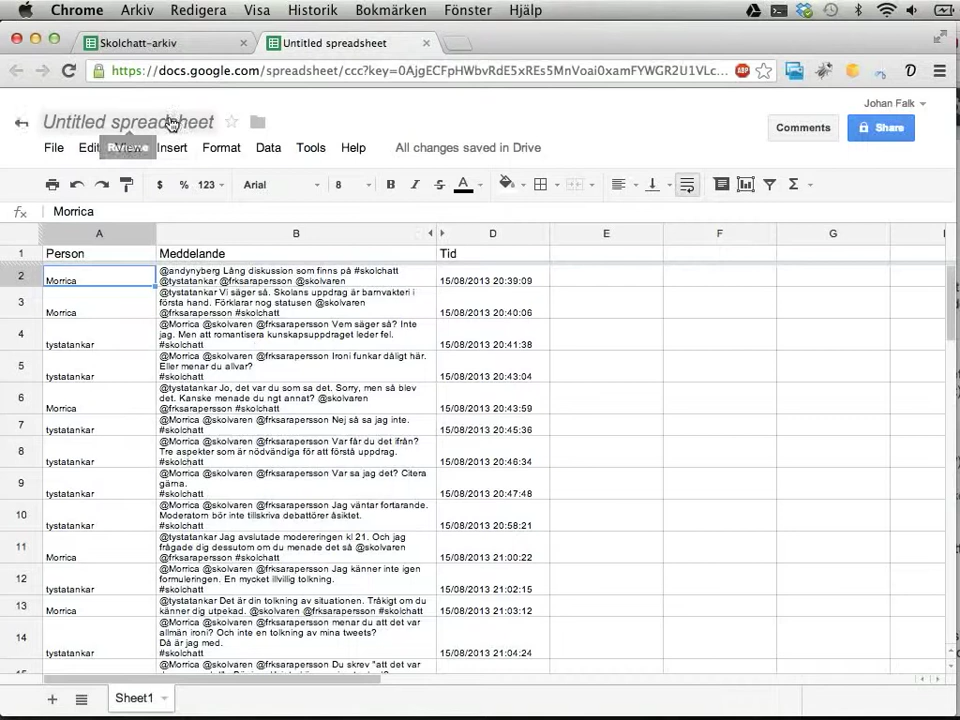 Chrome Arkiv Redigera Visa Historik Bokmärken Fönster Hjälp
Skolchatt-arkiv
Untitled spreadsheet
https://docs.google.com/spreadsheet/ccc?key=0AjgECFpHWbvRdE5xREs5MnVoai0xamFYWGR2U1VLc...
ABP
Johan Falk
Untitled spreadsheet
Comments
Share
File Edit View Insert Format Data Tools Help All changes saved in Drive
Rename
$ % 123 Arial 8 B I S A Σ
fx Morrica
A B D E F G
1 Person Meddelande Tid
2 Morrica @andynyberg Lång diskussion som finns på #skolchatt
@tystatankar @frksarapersson @skolvaren 15/08/2013 20:39:09
3 Morrica @tystatankar Vi säger så. Skolans uppdrag är barnvakteri i
första hand. Förklarar nog statusen @skolvaren
@frksarapersson #skolchatt 15/08/2013 20:40:06
4 tystatankar @Morrica @skolvaren @frksarapersson Vem säger så? Inte
jag. Men att romantisera kunskapsuppdraget leder fel.
#skolchatt 15/08/2013 20:41:38
5 tystatankar @Morrica @skolvaren @frksarapersson Ironi funkar dåligt här.
Eller menar du allvar?
#skolchatt 15/08/2013 20:43:04
6 Morrica @tystatankar Jo, det var du som sa det. Sorry, men så blev
det. Kanske menade du ngt annat? @skolvaren
@frksarapersson #skolchatt 15/08/2013 20:43:59
7 tystatankar @Morrica @skolvaren @frksarapersson Nej så sa jag inte.
#skolchatt 15/08/2013 20:45:36
8 tystatankar @Morrica @skolvaren @frksarapersson Var får du det ifrån?
Tre aspekter som är nödvändiga för att förstå uppdrag.
#skolchatt 15/08/2013 20:46:34
9 tystatankar @Morrica @skolvaren @frksarapersson Var sa jag det? Citera
gärna.
#skolchatt 15/08/2013 20:47:48
10 tystatankar @Morrica @skolvaren @frksarapersson Jag väntar fortarande.
Moderatorn bör inte tillskriva debattörer åsiktet.
#skolchatt 15/08/2013 20:58:21
11 Morrica @tystatankar Jag avslutade modereringen kl 21. Och jag
frågade dig dessutom om du menade det så @skolvaren
@frksarapersson #skolchatt 15/08/2013 21:00:22
12 tystatankar @Morrica @skolvaren @frksarapersson Jag känner inte igen
formuleringen. En mycket illvillig tolkning.
#skolchatt 15/08/2013 21:02:15
13 Morrica @tystatankar Det är din tolkning av situationen. Tråkigt om du
känner dig utpekad. @skolvaren @frksarapersson #skolchatt 15/08/2013 21:03:12
14 tystatankar @Morrica @skolvaren @frksarapersson menar du att det var
allmän ironi? Och inte en tolkning av mina tweets?
Då är jag med.
#skolchatt 15/08/2013 21:04:24
@Morrica @skolvaren @frksarapersson Du skrev "att det var
Sheet1